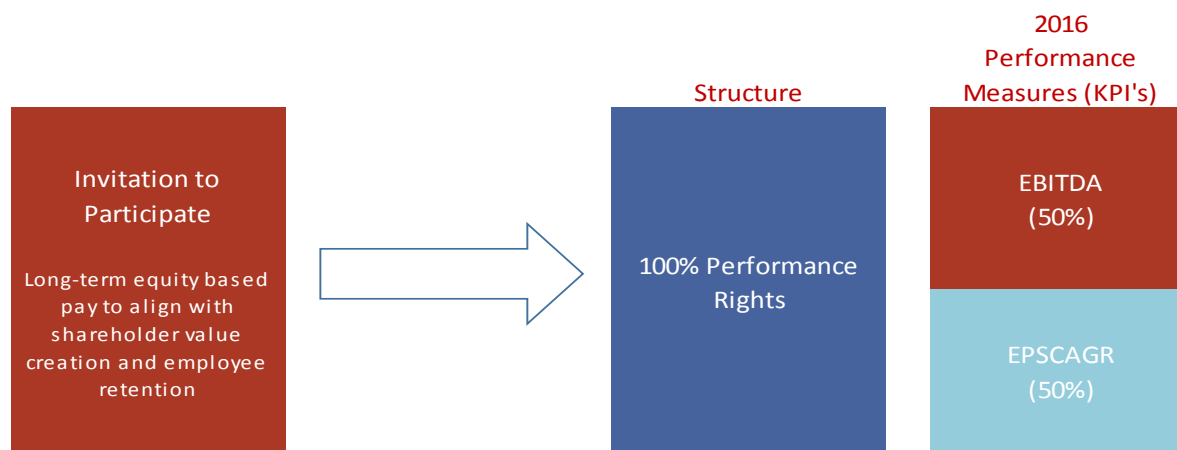 Invitation to
Participate
Long-term equity based
pay to align with
shareholder value
creation and employee
retention
Structure
100% Performance
Rights
2016
Performance
Measures (KPI's)
EBITDA
(50%)
EPSCAGR
(50%)